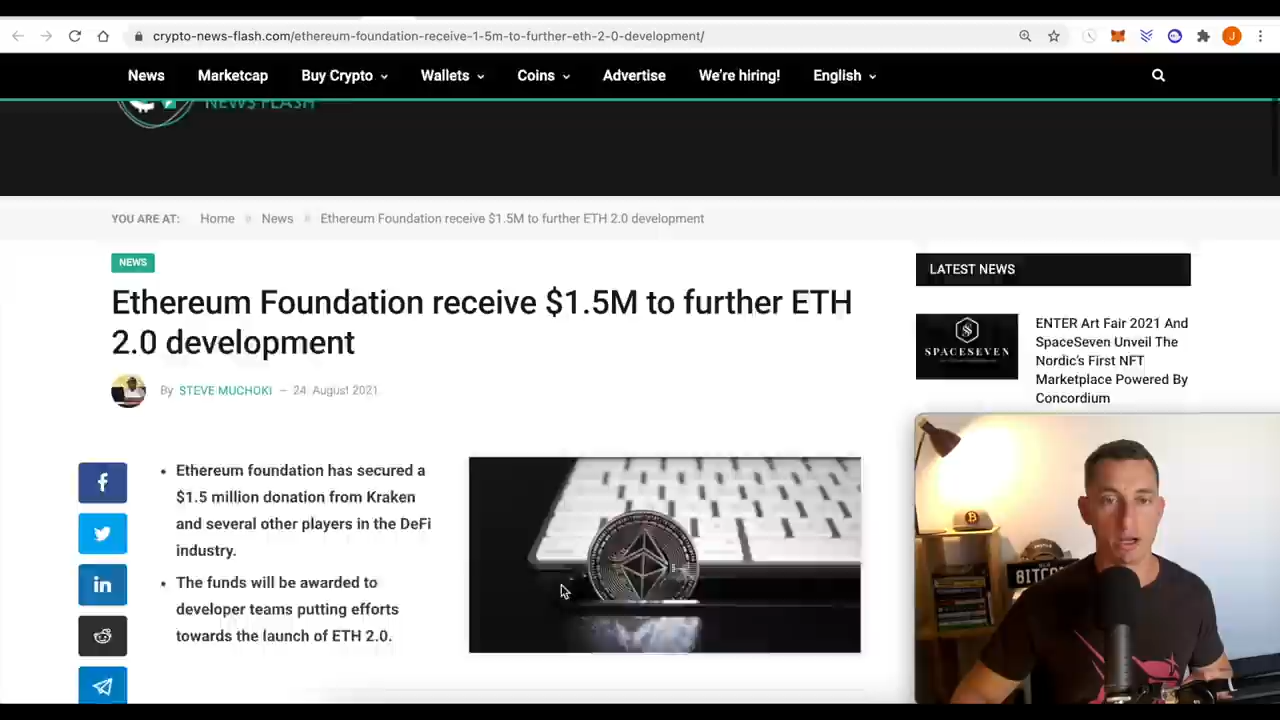 crypto-news-flash.com/ethereum-foundation-receive-1-5m-to-further-eth-2-0-development/
J
News Marketcap Buy Crypto Wallets Coins Advertise We're hiring! English
NEWS FLASH
YOU ARE AT: Home » News » Ethereum Foundation receive $1.5M to further ETH 2.0 development
NEWS
Ethereum Foundation receive $1.5M to further ETH
2.0 development
By STEVE MUCHOKI — 24. August 2021
• Ethereum foundation has secured a
$1.5 million donation from Kraken
and several other players in the DeFi
industry.
• The funds will be awarded to
developer teams putting efforts
towards the launch of ETH 2.0.
LATEST NEWS
SPACESEVEN
ENTER Art Fair 2021 And
SpaceSeven Unveil The
Nordic's First NFT
Marketplace Powered By
Concordium
BITCO